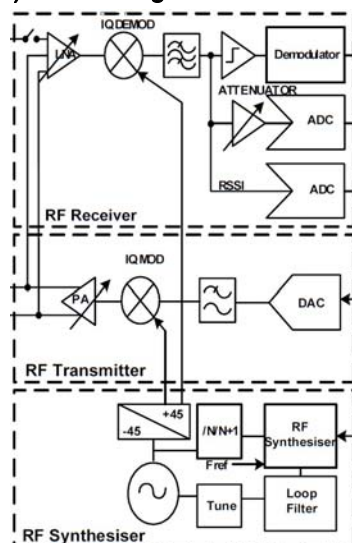 IQ DEMOD
LNA
Demodulator
ATTENUATOR
ADC
RSSI
ADC
RF Receiver
IQ MOD
PA
DAC
RF Transmitter
+45
-45
/N/N+1
RF
Synthesiser
Fref
Tune
Loop
Filter
RF Synthesiser